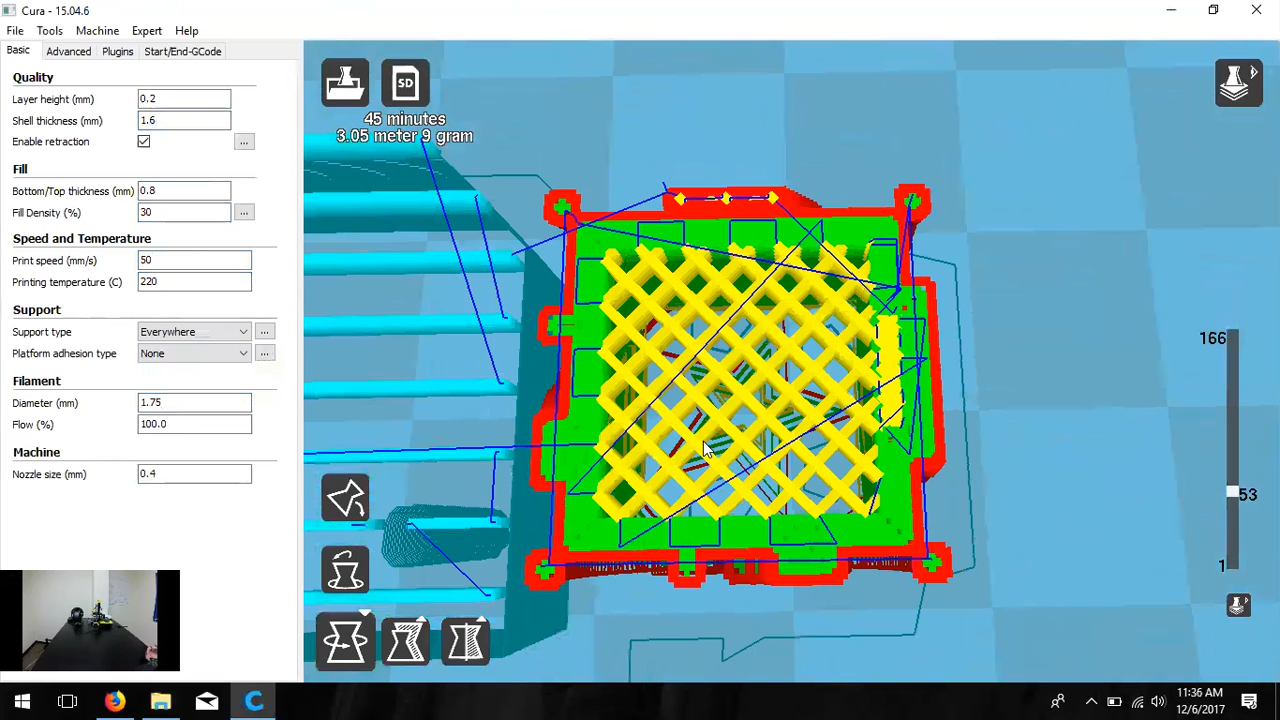 Cura - 15.04.6
File Tools Machine Expert Help
Basic Advanced Plugins Start/End-GCode
Quality
Layer height (mm) 0.2
Shell thickness (mm) 1.6
Enable retraction ...
Fill
Bottom/Top thickness (mm) 0.8
Fill Density (%) 30 ...
Speed and Temperature
Print speed (mm/s) 50
Printing temperature (C) 220
Support
Support type Everywhere ...
Platform adhesion type None ...
Filament
Diameter (mm) 1.75
Flow (%) 100.0
Machine
Nozzle size (mm) 0.4
SD
45 minutes
3.05 meter 9 gram
166
53
1
C
11:36 AM
12/6/2017